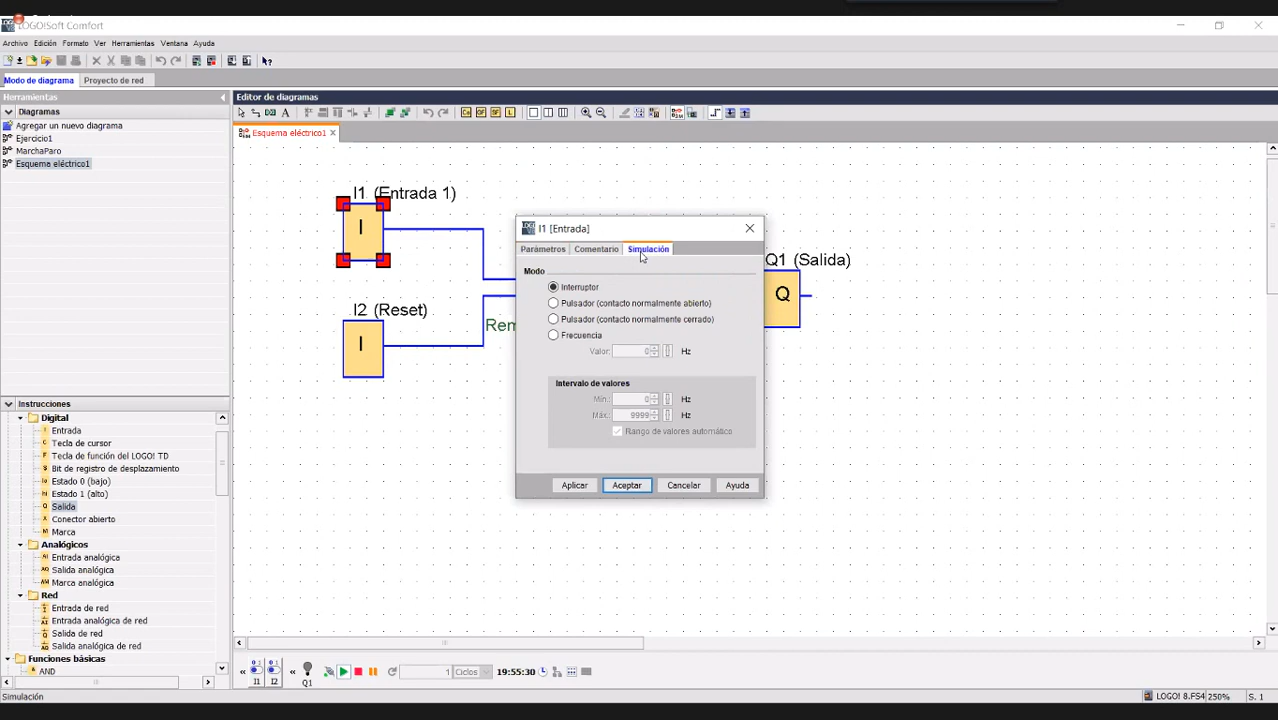 LOGO!Soft Comfort
Archivo Edición Formato Ver Herramientas Ventana Ayuda
Modo de diagrama Proyecto de red
Herramientas
Diagramas
Agregar un nuevo diagrama
Ejercicio1
MarchaParo
Esquema eléctrico1
Instrucciones
Digital
Entrada
Tecla de cursor
Tecla de función del LOGO! TD
Bit de registro de desplazamiento
Estado 0 (bajo)
Estado 1 (alto)
Salida
Conector abierto
Marca
Analógicos
Entrada analógica
Salida analógica
Marca analógica
Red
Entrada de red
Entrada analógica de red
Salida de red
Salida analógica de red
Funciones básicas
AND
Editor de diagramas
Esquema eléctrico1
I1 (Entrada 1)
I
I2 (Reset)
I
Rem
Q1 (Salida)
Q
I1 [Entrada]
Parámetros Comentario Simulación
Modo
Interruptor
Pulsador (contacto normalmente abierto)
Pulsador (contacto normalmente cerrado)
Frecuencia
Valor: 0 Hz
Intervalo de valores
Mín.: 0 Hz
Máx.: 9999 Hz
Rango de valores automático
Aplicar Aceptar Cancelar Ayuda
I1 I2 Q1 1 Ciclos 19:55:30
Simulación
LOGO! 8.FS4 250% S. 1